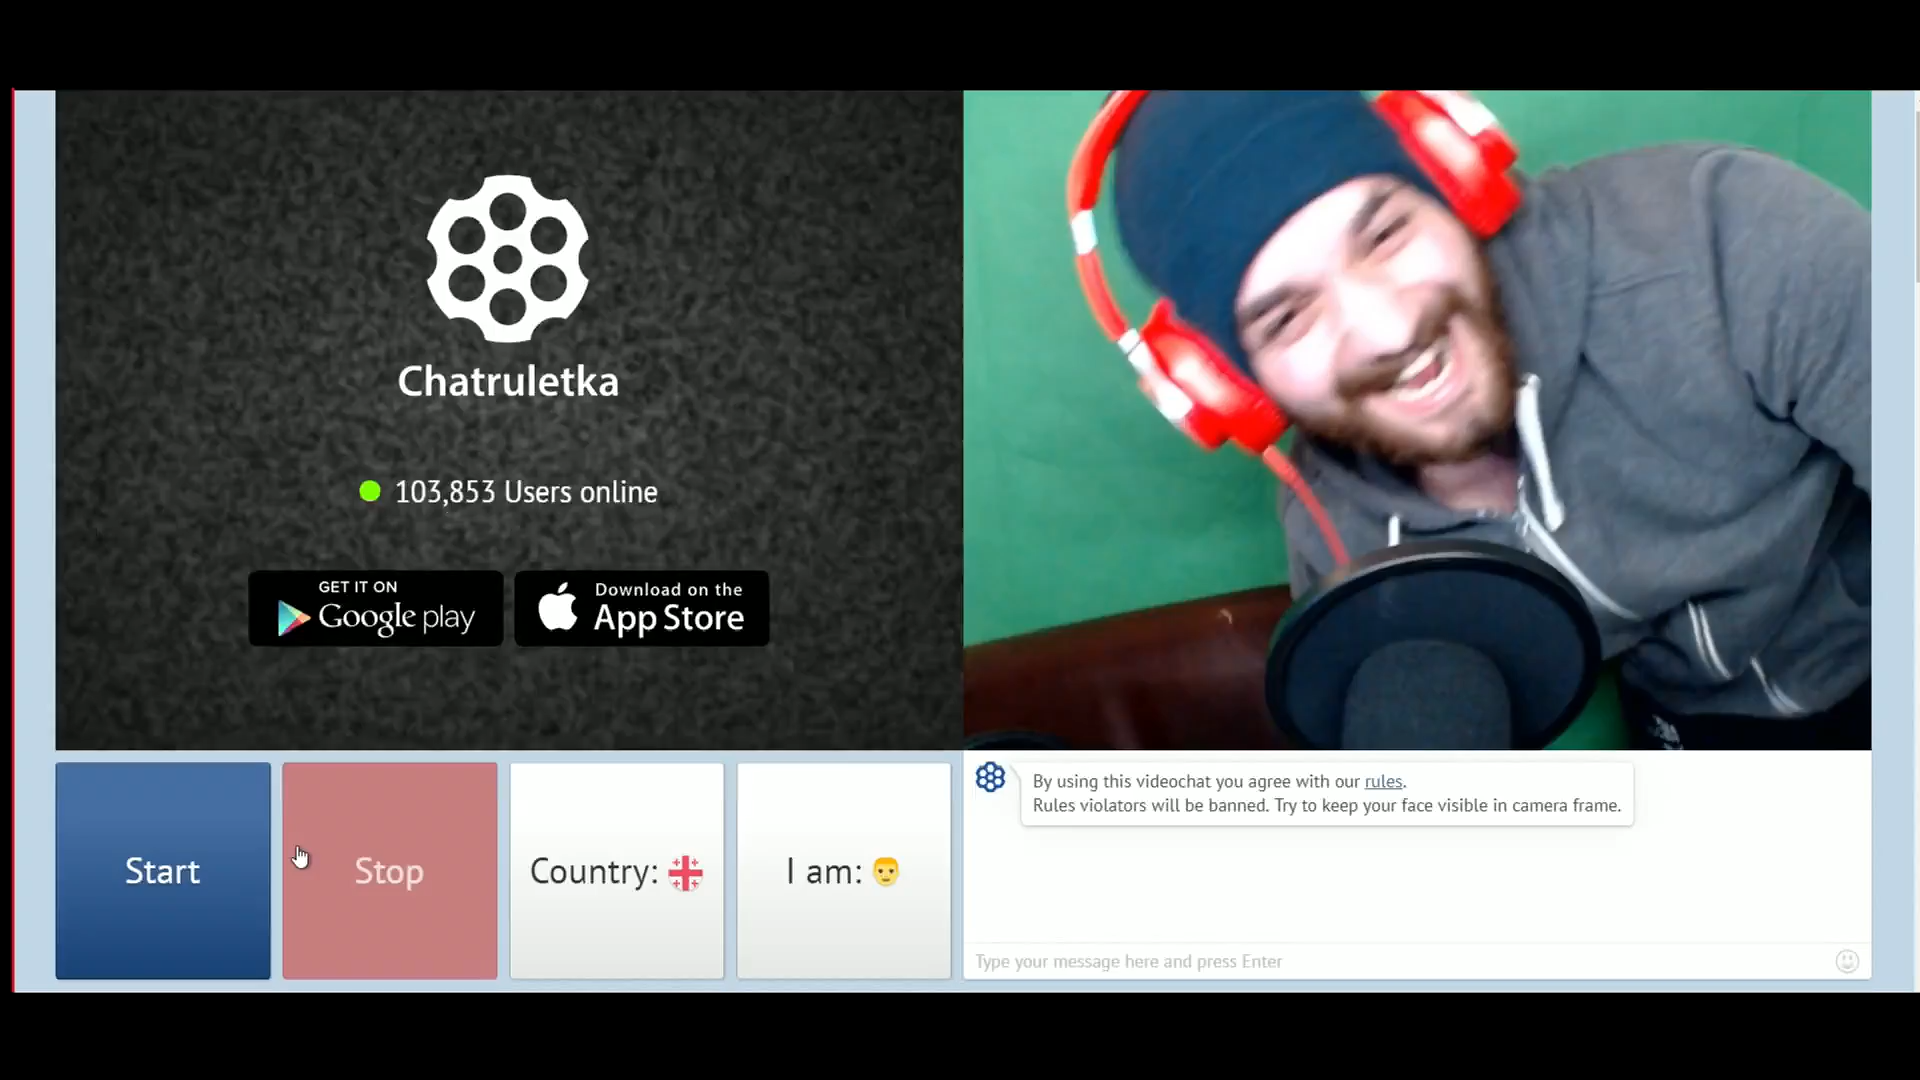 Chatruletka
103,853 Users online
GET IT ON
Google play
Download on the
App Store
Start
Stop
Country:
I am:
By using this videochat you agree with our rules.
Rules violators will be banned. Try to keep your face visible in camera frame.
Type your message here and press Enter